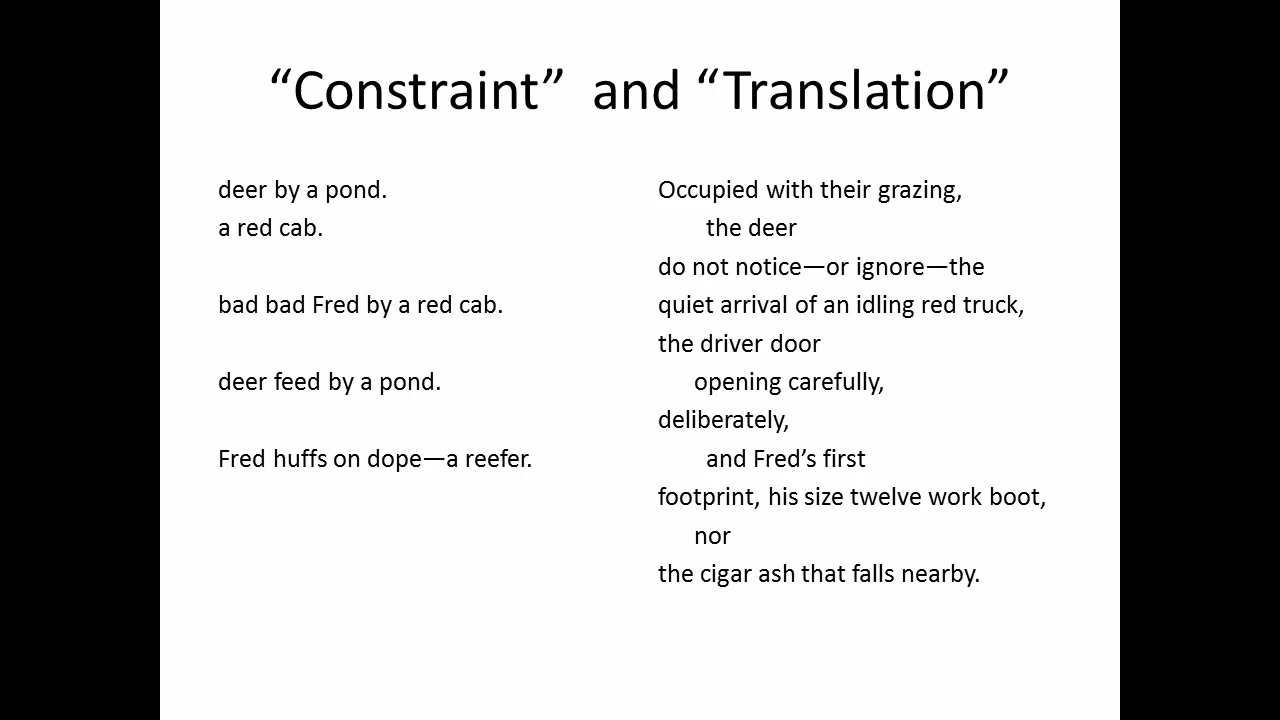 “Constraint” and “Translation”
deer by a pond.
a red cab.
bad bad Fred by a red cab.
deer feed by a pond.
Fred huffs on dope—a reefer.
Occupied with their grazing,
the deer
do not notice—or ignore—the
quiet arrival of an idling red truck,
the driver door
opening carefully,
deliberately,
and Fred’s first
footprint, his size twelve work boot,
nor
the cigar ash that falls nearby.